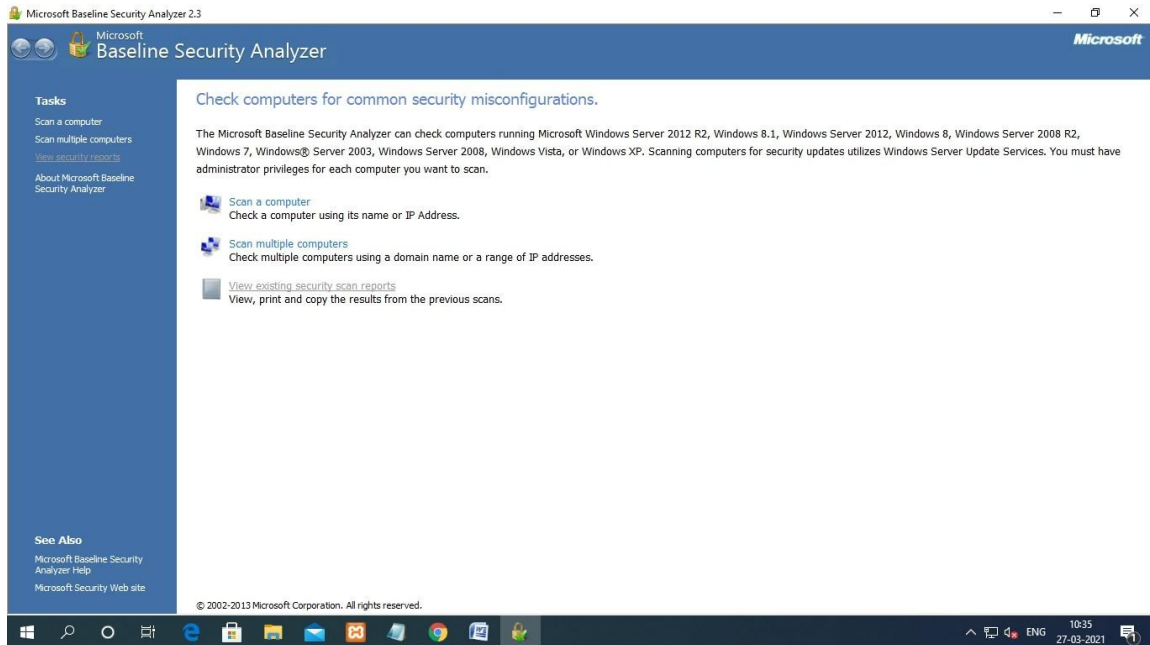 Microsoft Baseline Security Analyzer 2.3
Microsoft
Baseline Security Analyzer
Microsoft
Tasks
Scan a computer
Scan multiple computers
View security reports
About Microsoft Baseline
Security Analyzer
See Also
Microsoft Baseline Security
Analyzer Help
Microsoft Security Web site
Check computers for common security misconfigurations.
The Microsoft Baseline Security Analyzer can check computers running Microsoft Windows Server 2012 R2, Windows 8.1, Windows Server 2012, Windows 8, Windows Server 2008 R2,
Windows 7, Windows® Server 2003, Windows Server 2008, Windows Vista, or Windows XP. Scanning computers for security updates utilizes Windows Server Update Services. You must have
administrator privileges for each computer you want to scan.
Scan a computer
Check a computer using its name or IP Address.
Scan multiple computers
Check multiple computers using a domain name or a range of IP addresses.
View existing security scan reports
View, print and copy the results from the previous scans.
© 2002-2013 Microsoft Corporation. All rights reserved.
ENG
10:35
27-03-2021
1